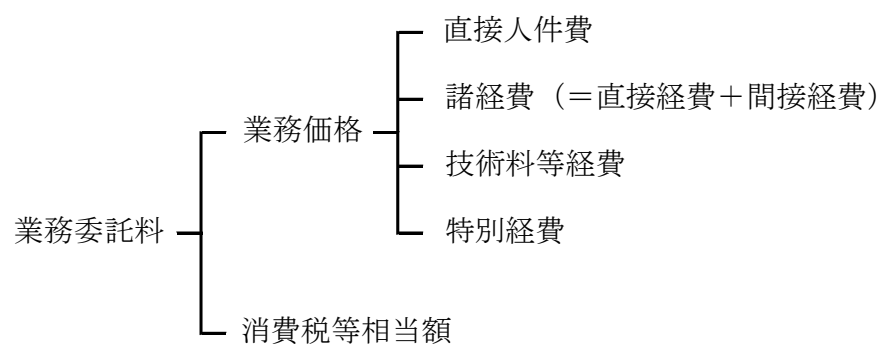 直接人件費
諸経費（＝直接経費＋間接経費）
業務価格
技術料等経費
業務委託料
特別経費
消費税等相当額